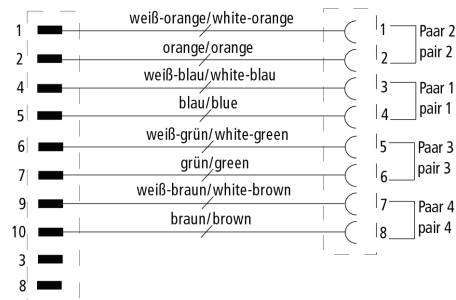 1 weiß-orange/white-orange 1 Paar 2
2 orange/orange 2 pair 2
4 weiß-blau/white-blau 3 Paar 1
5 blau/blue 4 pair 1
6 weiß-grün/white-green 5 Paar 3
7 grün/green 6 pair 3
9 weiß-braun/white-brown 7 Paar 4
10 braun/brown 8 pair 4
3
8